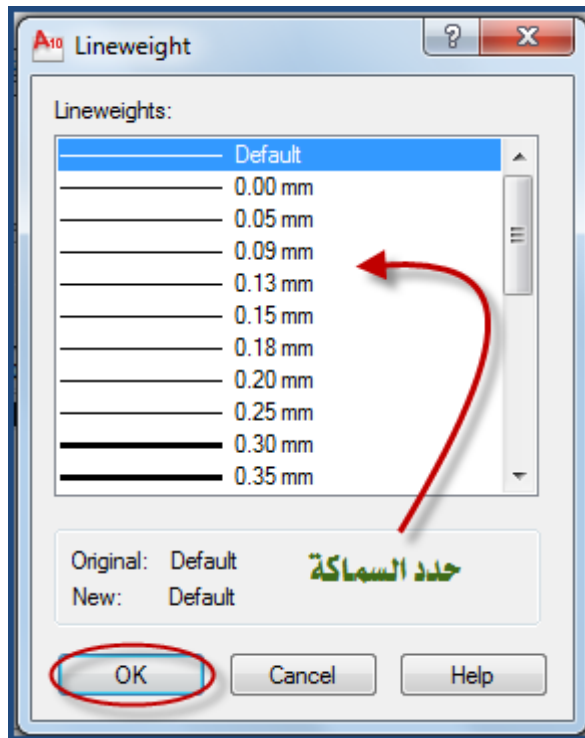 A10 Lineweight
Lineweights:
Default
0.00 mm
0.05 mm
0.09 mm
0.13 mm
0.15 mm
0.18 mm
0.20 mm
0.25 mm
0.30 mm
0.35 mm
Original: Default
New: Default
حدد السماكة
OK Cancel Help